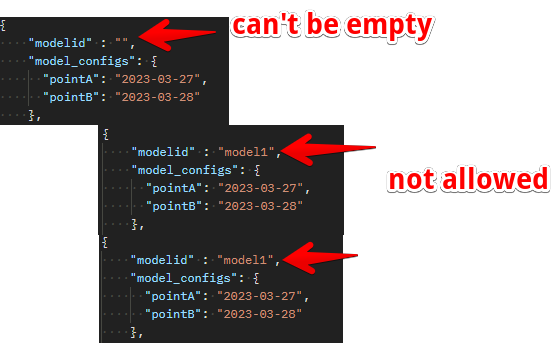 can't be empty
{
"modelid" : "",
"model_configs": {
"pointA": "2023-03-27",
"pointB": "2023-03-28"
},
{
"modelid" : "model1",
"model_configs": {
"pointA": "2023-03-27",
"pointB": "2023-03-28"
},
not allowed
{
"modelid" : "model1",
"model_configs": {
"pointA": "2023-03-27",
"pointB": "2023-03-28"
},